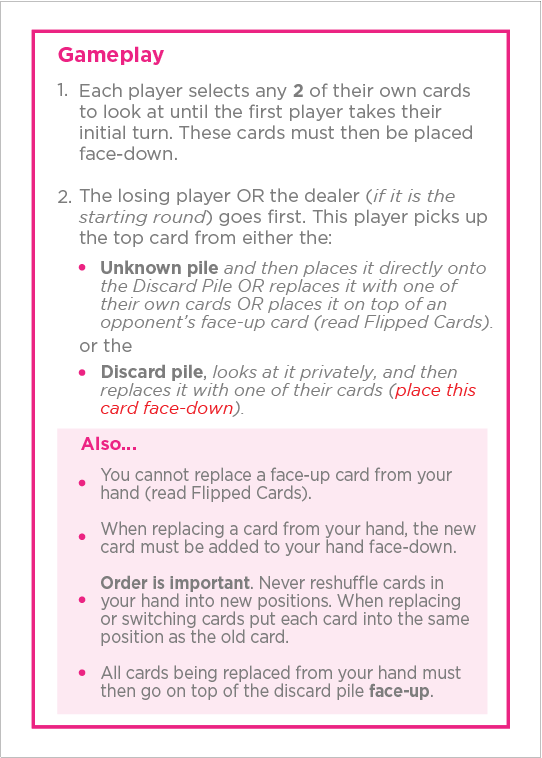 Gameplay
1. Each player selects any 2 of their own cards
to look at until the first player takes their
initial turn. These cards must then be placed
face-down.
2. The losing player OR the dealer (if it is the
starting round) goes first. This player picks up
the top card from either the:
• Unknown pile and then places it directly onto
the Discard Pile OR replaces it with one of
their own cards OR places it on top of an
opponent's face-up card (read Flipped Cards).
or the
• Discard pile, looks at it privately, and then
replaces it with one of their cards (place this
card face-down).
Also...
• You cannot replace a face-up card from your
hand (read Flipped Cards).
• When replacing a card from your hand, the new
card must be added to your hand face-down.
• Order is important. Never reshuffle cards in
your hand into new positions. When replacing
or switching cards put each card into the same
position as the old card.
• All cards being replaced from your hand must
then go on top of the discard pile face-up.